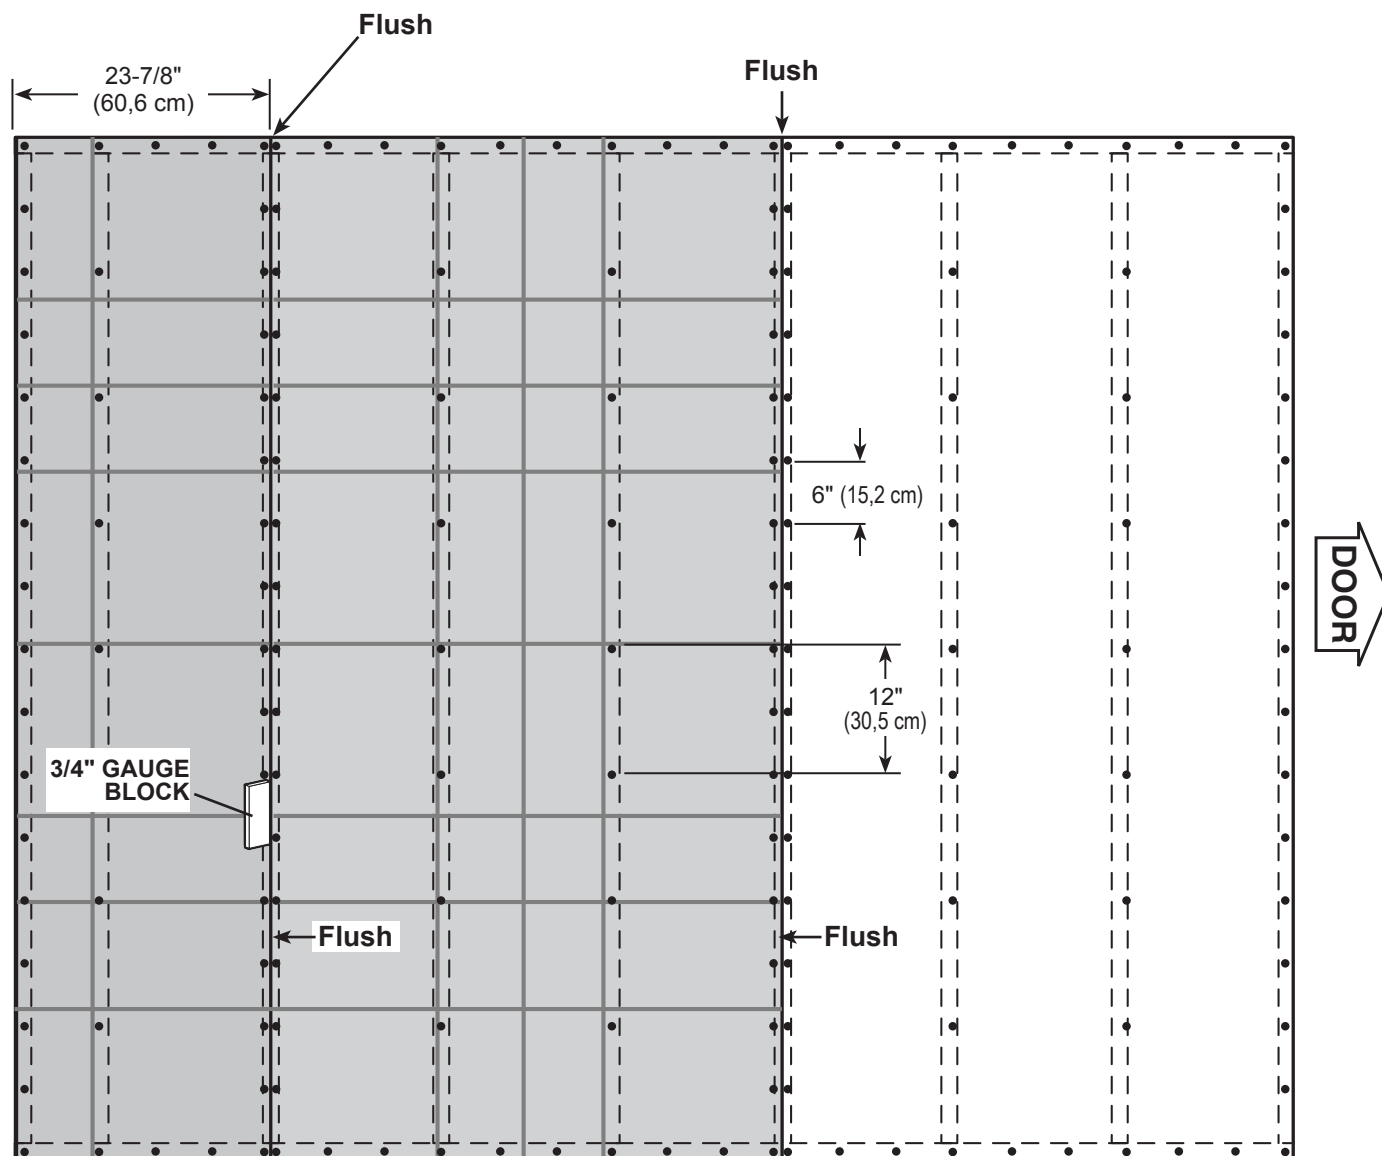 Flush
Flush
23-7/8"
(60,6 cm)
6" (15,2 cm)
DOOR
12"
(30,5 cm)
3/4" GAUGE
BLOCK
Flush
Flush